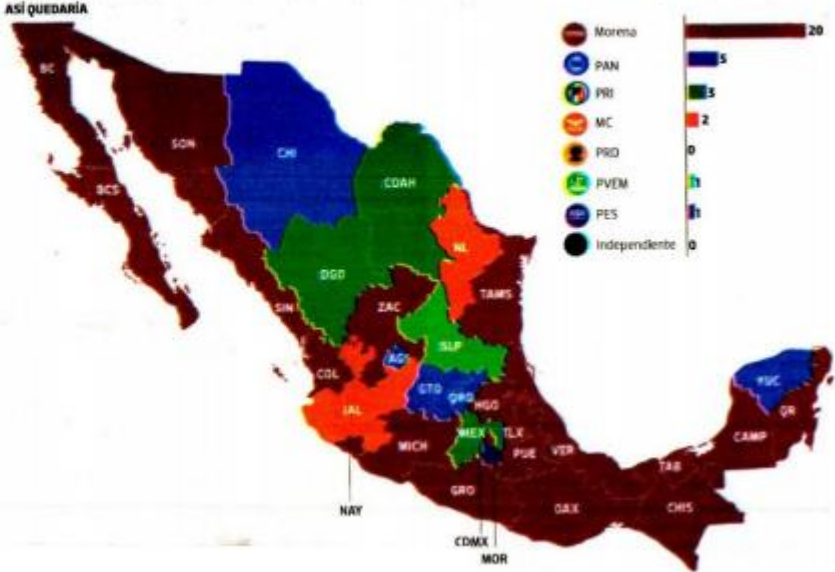 ASÍ QUEDARÍA
Morena 20
PAN 5
PRI 3
MC 2
PRD 0
PVEM 1
PES 1
Independiente 0
BC
SON
CHI
COAH
BCS
NL
DGO
TAMS
SIN
ZAC
SLP
AGS
COL
GTO
QRO
HGO
YUC
JAL
QR
MEX
TLX
MICH
PUE
VER
CAMP
TAB
GRO
OAX
CHIS
NAY
CDMX
MOR